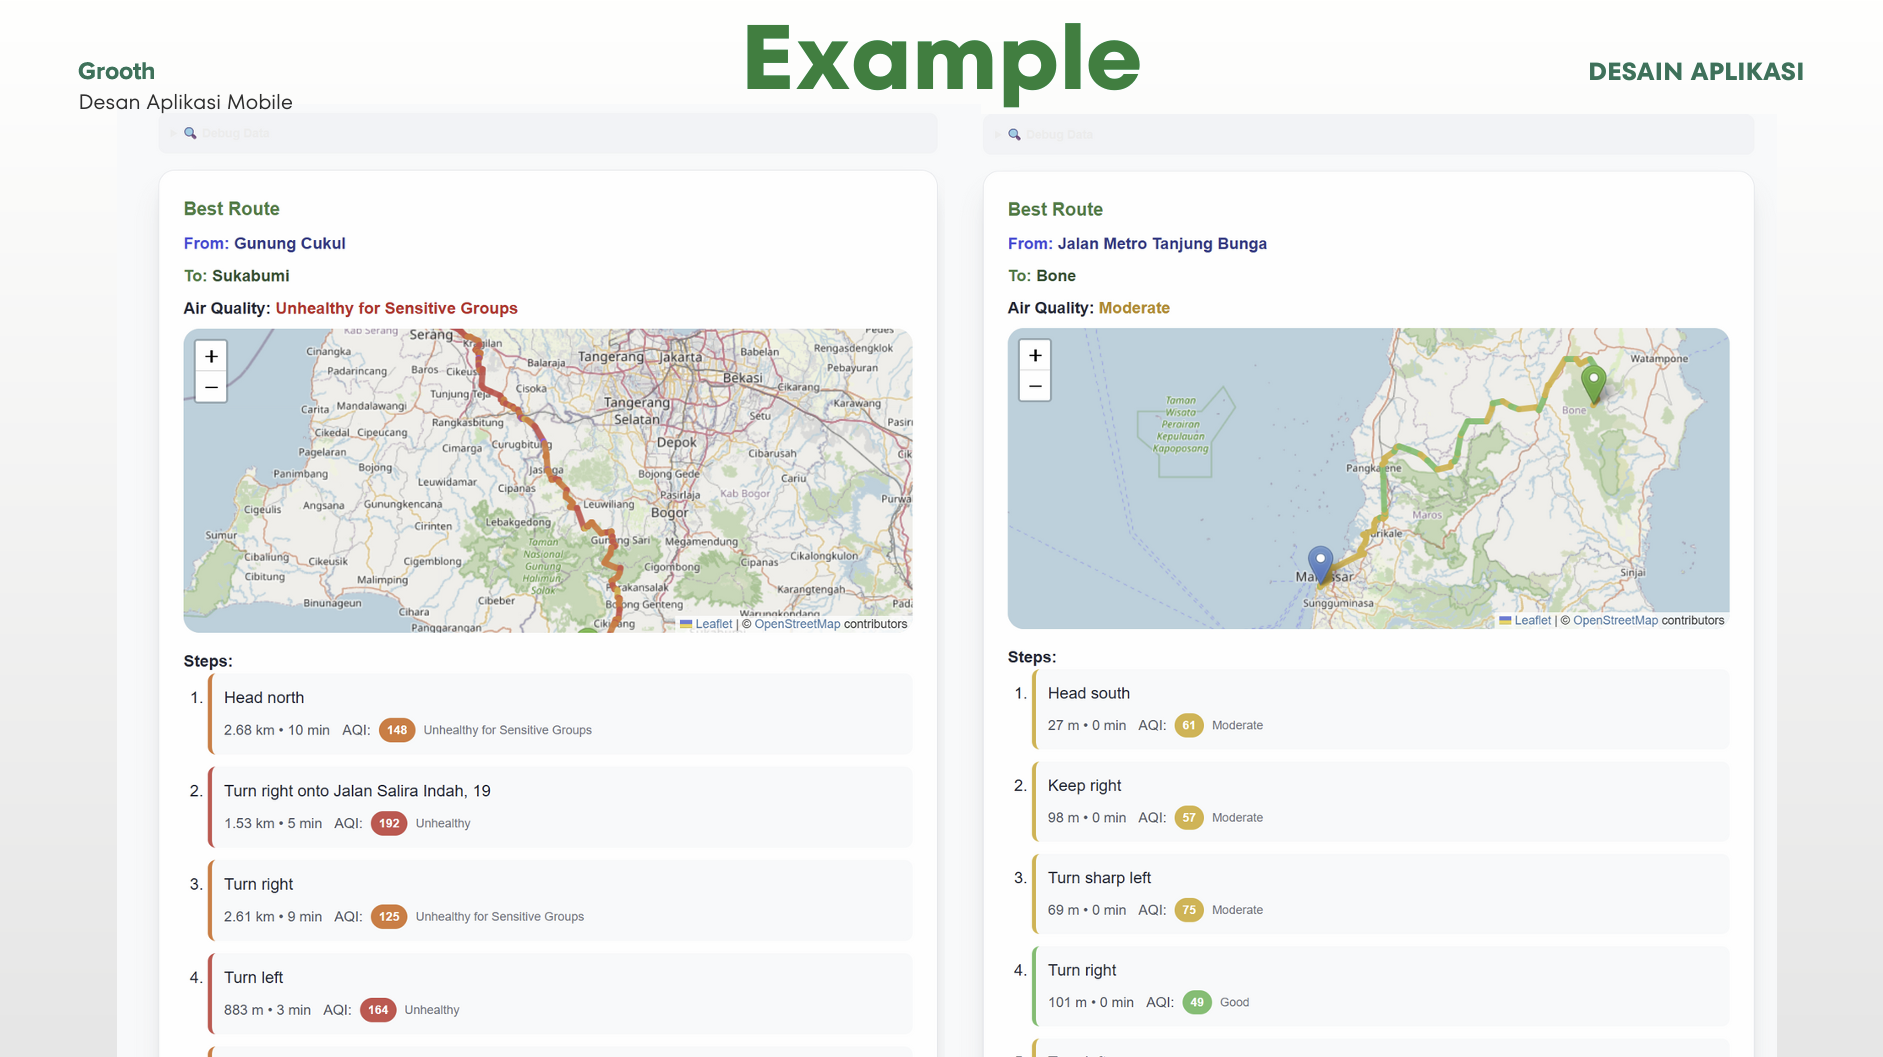 Example
Grooth
Desan Aplikasi Mobile
DESAIN APLIKASI
Debug Data
Best Route
From: Gunung Cukul
To: Sukabumi
Air Quality: Unhealthy for Sensitive Groups
+
−
Kab Serang
Serang
Kragilan
Cinangka
Padarincang
Baros
Cikeus
Balaraja
Tangerang
Jakarta
Babelan
Pedes
Rengasdengklok
Pebayuran
Bekasi
Cikarang
Carita
Mandalawangi
Tunjung Teja
Cisoka
Tangerang
Selatan
Setu
Karawang
Rangkasbitung
Cikedal
Cipeucang
Pagelaran
Cimarga
Curugbitung
Depok
Cibarusah
Panimbang
Bojong
Jasinga
Bojong Gede
Cariu
Leuwidamar
Cipanas
Pasirlaja
Kab Bogor
Cigeulis
Angsana
Gunungkencana
Leuwiliang
Bogor
Sumur
Cirinten
Lebakgedong
Gunung Sari
Megamendung
Taman
Nasional
Gunung
Halimun
Salak
Cibaliung
Cikeusik
Cigemblong
Cikalongkulon
Cipanas
Cibitung
Malimping
Cigombong
Parakansalak
Karangtengah
Binunageun
Cibeber
Bojong Genteng
Cihara
Warungkondang
Panggarangan
Cikidang
Leaflet | © OpenStreetMap contributors
Steps:
1. Head north
2.68 km • 10 min AQI: 148 Unhealthy for Sensitive Groups
2. Turn right onto Jalan Salira Indah, 19
1.53 km • 5 min AQI: 192 Unhealthy
3. Turn right
2.61 km • 9 min AQI: 125 Unhealthy for Sensitive Groups
4. Turn left
883 m • 3 min AQI: 164 Unhealthy
Debug Data
Best Route
From: Jalan Metro Tanjung Bunga
To: Bone
Air Quality: Moderate
+
−
Watampone
Taman
Wisata
Perairan
Kepulauan
Kapoposang
Bone
Pangkajene
Maros
Makassar
Sungguminasa
Sinjai
Leaflet | © OpenStreetMap contributors
Steps:
1. Head south
27 m • 0 min AQI: 61 Moderate
2. Keep right
98 m • 0 min AQI: 57 Moderate
3. Turn sharp left
69 m • 0 min AQI: 75 Moderate
4. Turn right
101 m • 0 min AQI: 49 Good